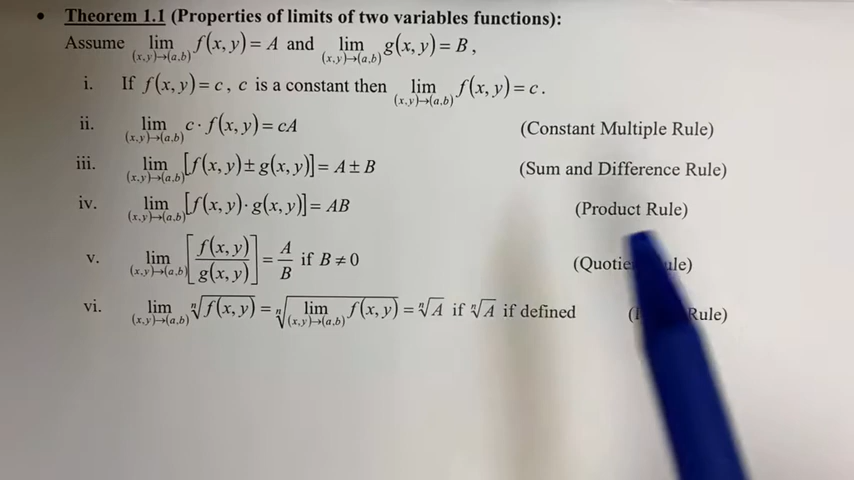 • Theorem 1.1 (Properties of limits of two variables functions):
Assume lim_{(x,y)→(a,b)} f(x, y) = A and lim_{(x,y)→(a,b)} g(x, y) = B ,
i. If f(x, y) = c , c is a constant then lim_{(x,y)→(a,b)} f(x, y) = c .
ii. lim_{(x,y)→(a,b)} c · f(x, y) = cA (Constant Multiple Rule)
iii. lim_{(x,y)→(a,b)} [f(x, y) ± g(x, y)] = A ± B (Sum and Difference Rule)
iv. lim_{(x,y)→(a,b)} [f(x, y) · g(x, y)] = AB (Product Rule)
v. lim_{(x,y)→(a,b)} [f(x, y) / g(x, y)] = A / B if B ≠ 0
vi. lim_{(x,y)→(a,b)} ⁿ√f(x, y) = ⁿ√(lim_{(x,y)→(a,b)} f(x, y)) = ⁿ√A if ⁿ√A if defined Rule)